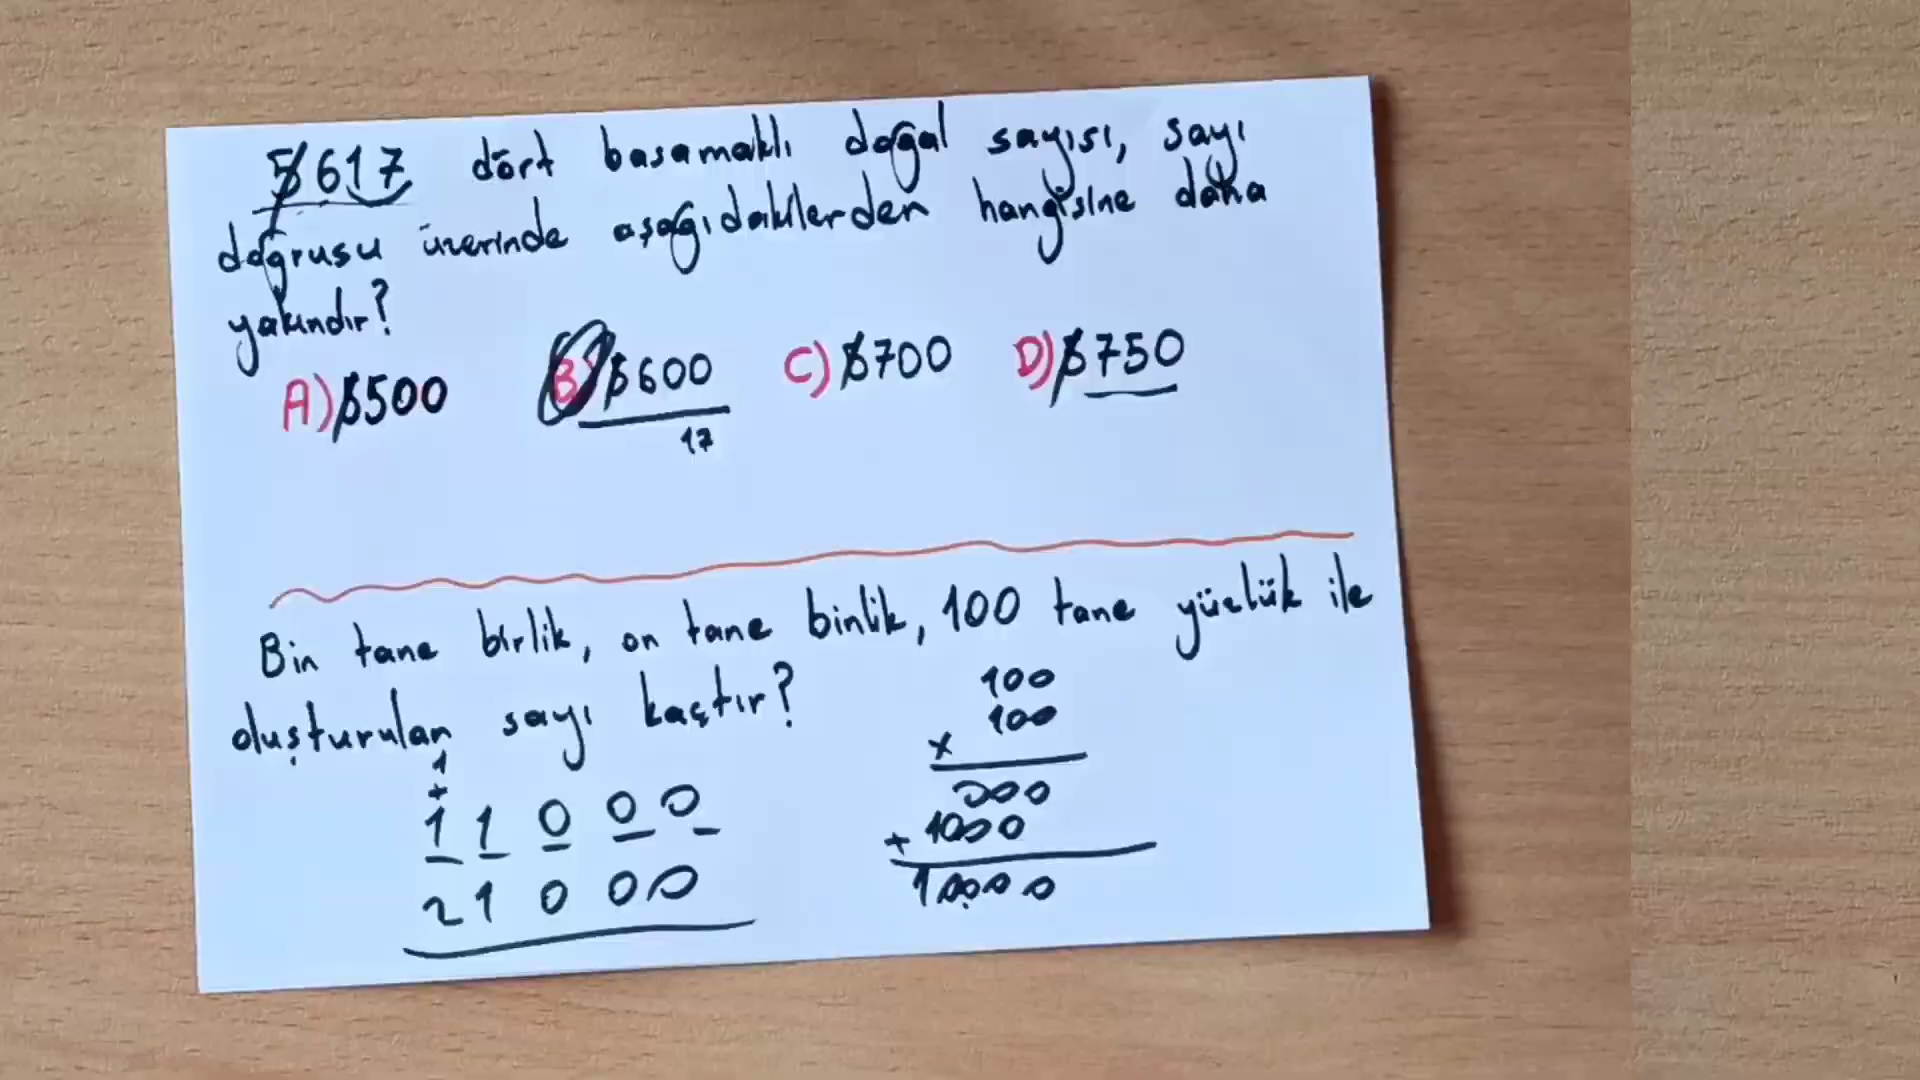 5617 dört basamaklı doğal sayısı, sayı
doğrusu üzerinde aşağıdakilerden hangisine daha
yakındır?
A) 5500 B) 5600 C) 5700 D) 5750
17
Bin tane birlik, on tane binlik, 100 tane yüzlük ile
oluşturulan sayı kaçtır?
100
x 100
000
+ 1000
10.000
1
+
1 1 0 0 0
2 1 0 0 0